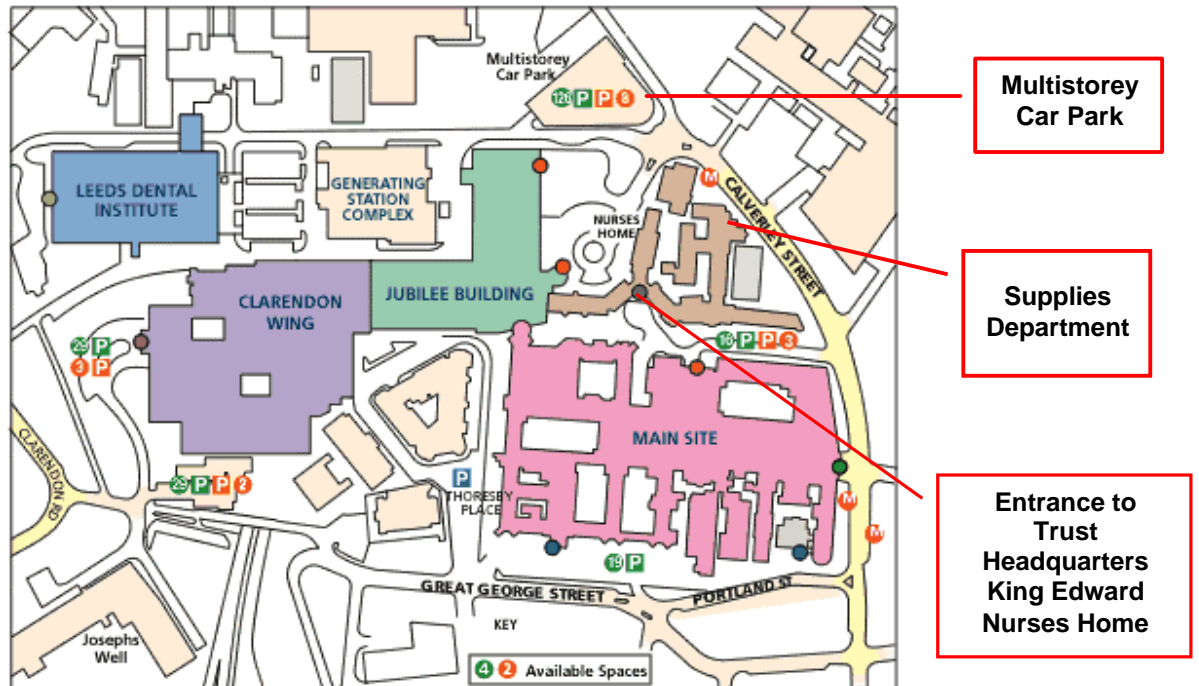 Multistorey
Car Park
126 P P 8
Multistorey
Car Park
LEEDS DENTAL
INSTITUTE
GENERATING
STATION
COMPLEX
NURSES
HOME
M
CALVERLEY STREET
Supplies
Department
CLARENDON
WING
JUBILEE BUILDING
29 P
3 P
16 P P 3
MAIN SITE
CLARENDON RD
29 P P 2
P
THORESBY
PLACE
M
M
19 P
Entrance to
Trust
Headquarters
King Edward
Nurses Home
GREAT GEORGE STREET
PORTLAND ST
KEY
Josephs
Well
4 2 Available Spaces